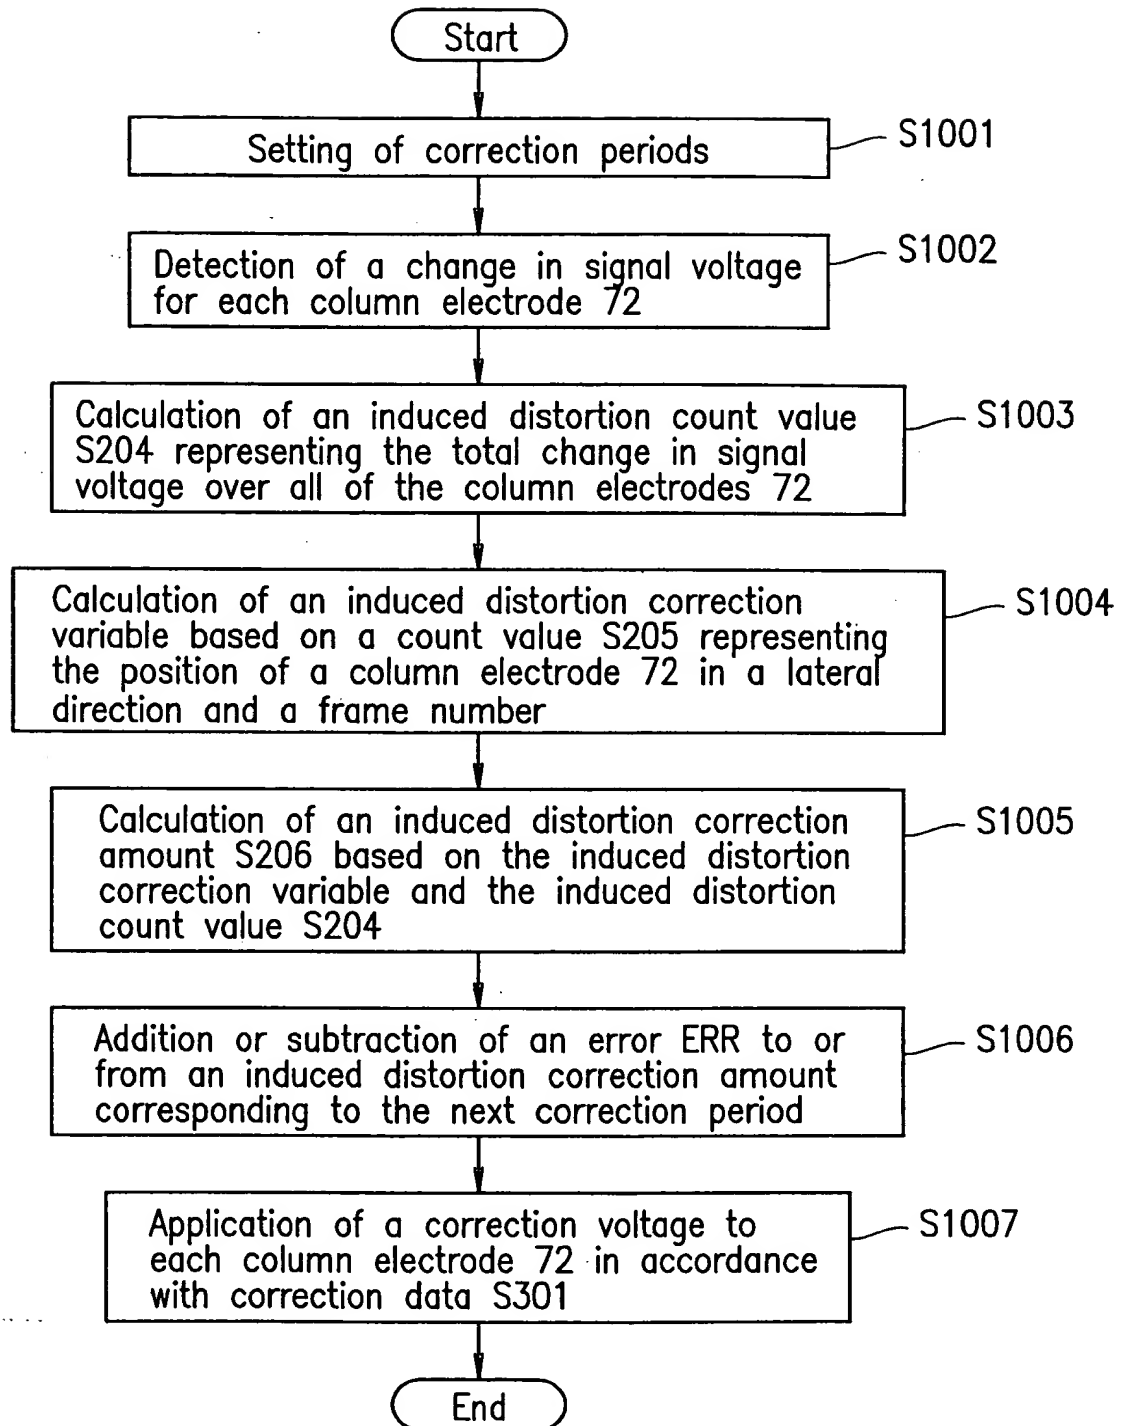 Start
Setting of correction periods
S1001
Detection of a change in signal voltage
for each column electrode 72
S1002
Calculation of an induced distortion count value
S204 representing the total change in signal
voltage over all of the column electrodes 72
S1003
Calculation of an induced distortion correction
variable based on a count value S205 representing
the position of a column electrode 72 in a lateral
direction and a frame number
S1004
Calculation of an induced distortion correction
amount S206 based on the induced distortion
correction variable and the induced distortion
count value S204
S1005
Addition or subtraction of an error ERR to or
from an induced distortion correction amount
corresponding to the next correction period
S1006
Application of a correction voltage to
each column electrode 72 in accordance
with correction data S301
S1007
End